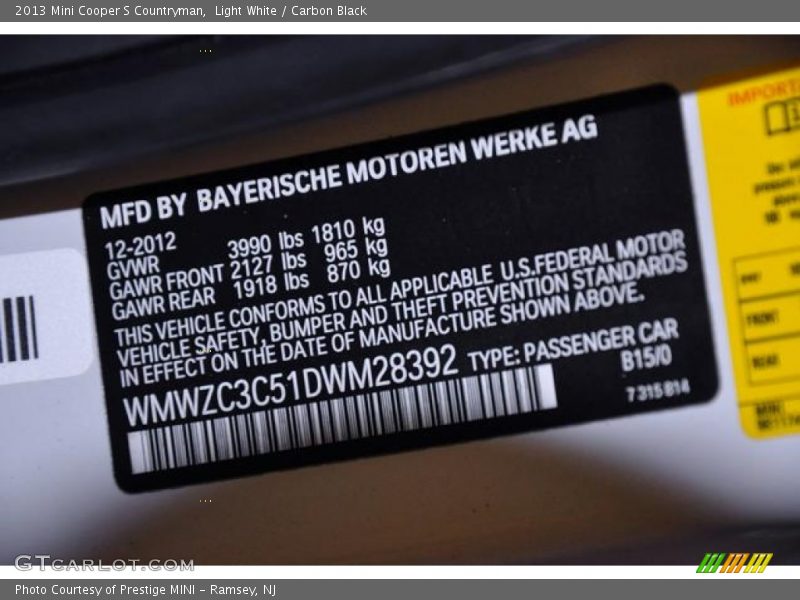 2013 Mini Cooper S Countryman,  Light White / Carbon Black
IMPORTA
MFD BY BAYERISCHE MOTOREN WERKE AG
12-2012
GVWR 3990 lbs 1810 kg
GAWR FRONT 2127 lbs 965 kg
GAWR REAR 1918 lbs 870 kg
THIS VEHICLE CONFORMS TO ALL APPLICABLE U.S.FEDERAL MOTOR
VEHICLE SAFETY, BUMPER AND THEFT PREVENTION STANDARDS
IN EFFECT ON THE DATE OF MANUFACTURE SHOWN ABOVE.
WMWZC3C51DWM28392 TYPE: PASSENGER CAR
B15/0
7 315 814
FRONT
REAR
GTcarlot.com
Photo Courtesy of Prestige MINI - Ramsey, NJ